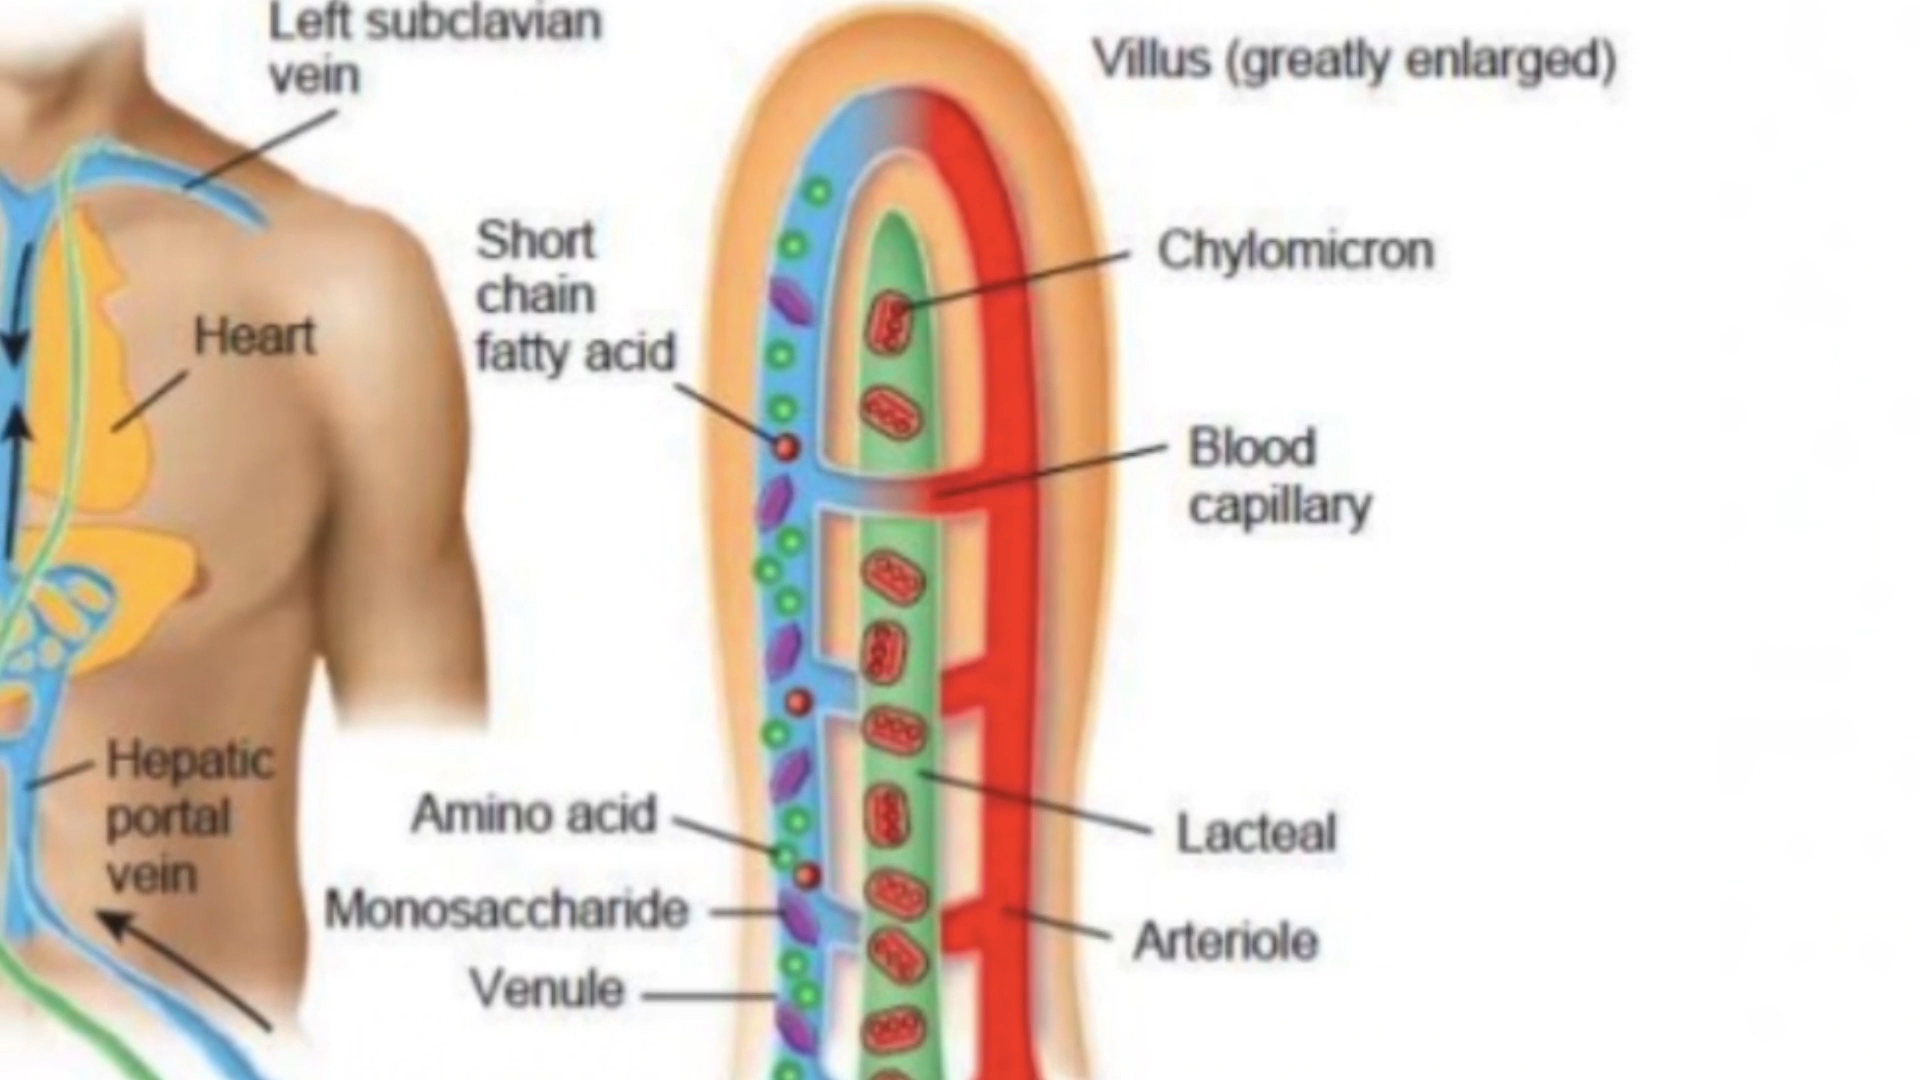 Left subclavian
vein
Villus (greatly enlarged)
Short
chain
fatty acid
Chylomicron
Heart
Blood
capillary
Hepatic
portal
vein
Amino acid
Lacteal
Monosaccharide
Arteriole
Venule